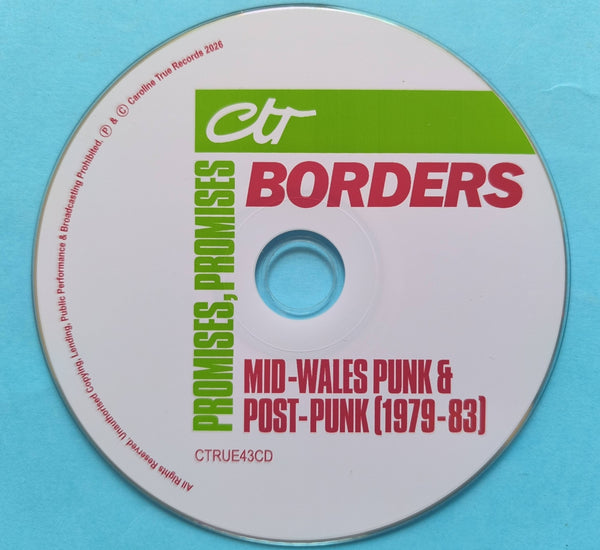 All Rights Reserved. Unauthorised Copying, Lending, Public Performance & Broadcasting Prohibited. Ⓟ & © Caroline True Records 2026
ctr
PROMISES, PROMISES
BORDERS
MID-WALES PUNK &
POST-PUNK (1979-83)
CTRUE43CD